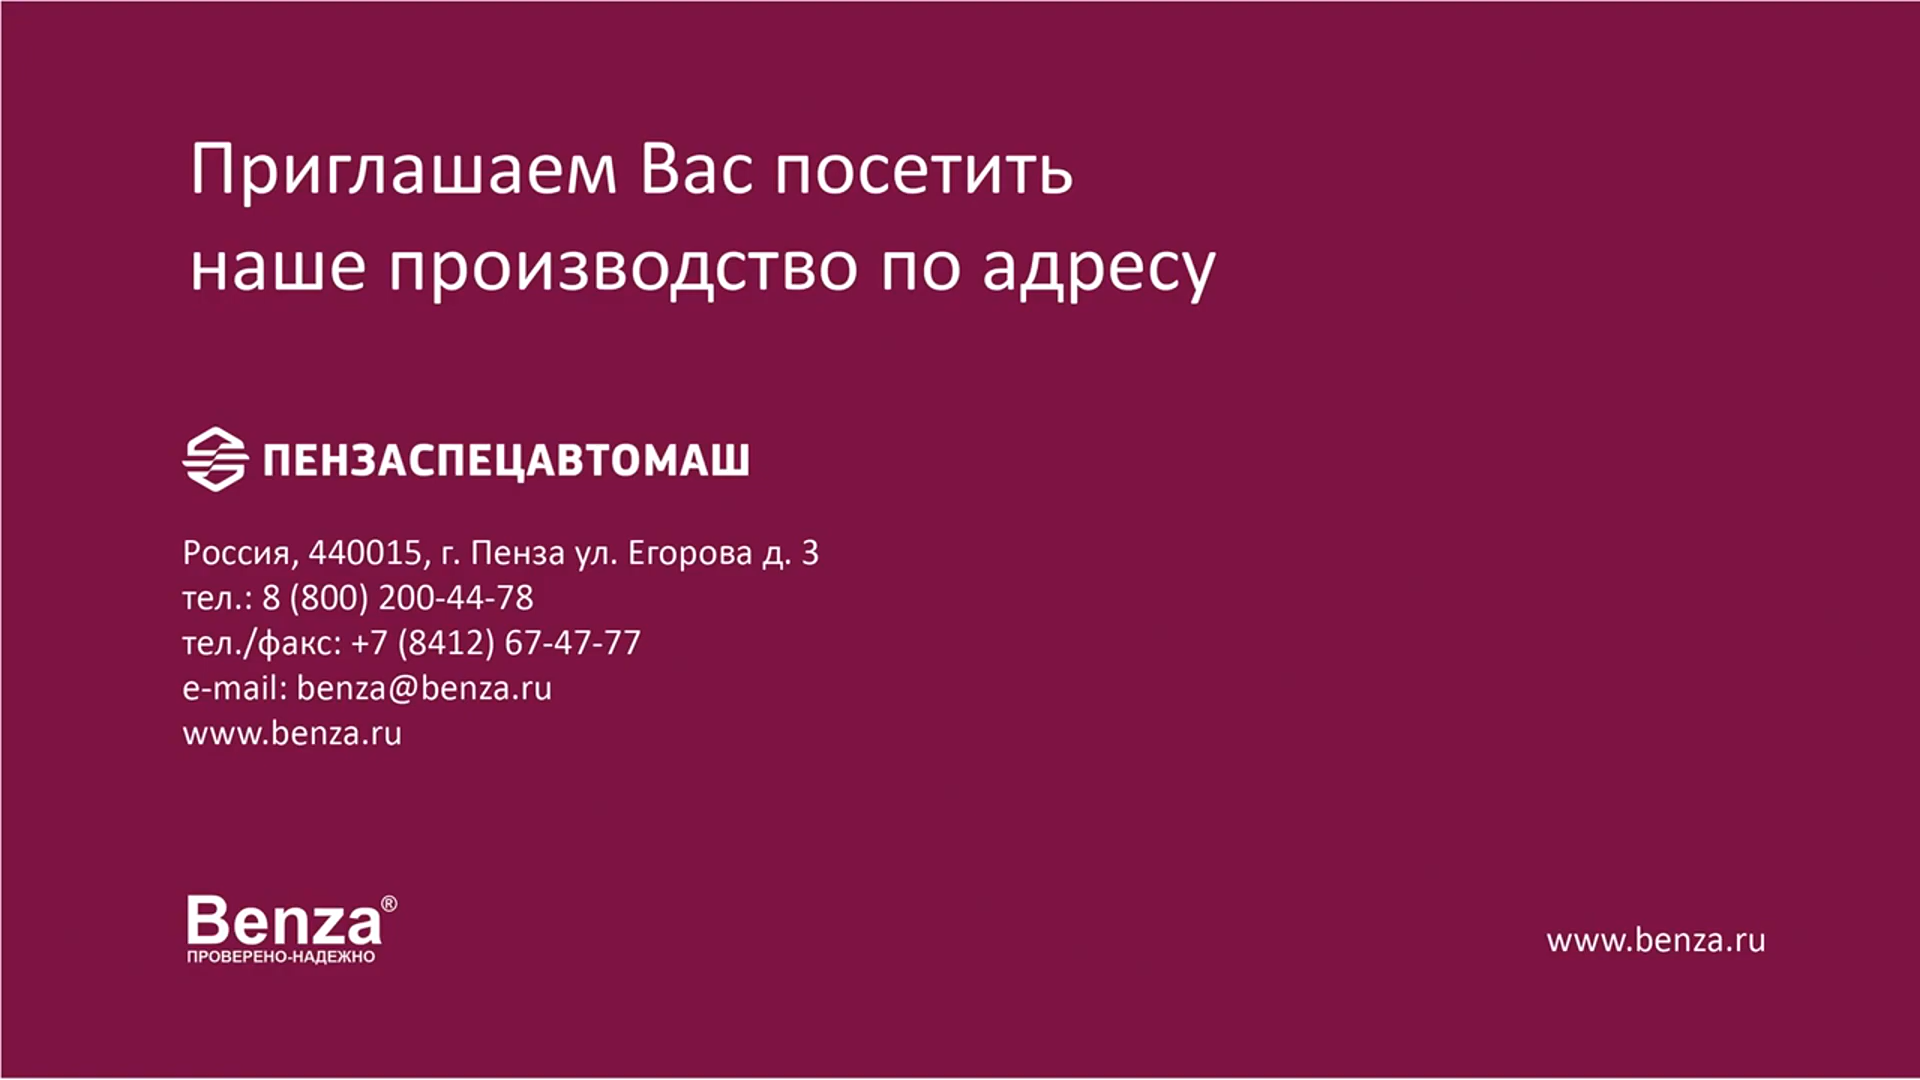 Приглашаем Вас посетить
наше производство по адресу
ПЕНЗАСПЕЦАВТОМАШ
Россия, 440015, г. Пенза ул. Егорова д. 3
тел.: 8 (800) 200-44-78
тел./факс: +7 (8412) 67-47-77
e-mail: benza@benza.ru
www.benza.ru
Benza®
ПРОВЕРЕНО-НАДЕЖНО
www.benza.ru